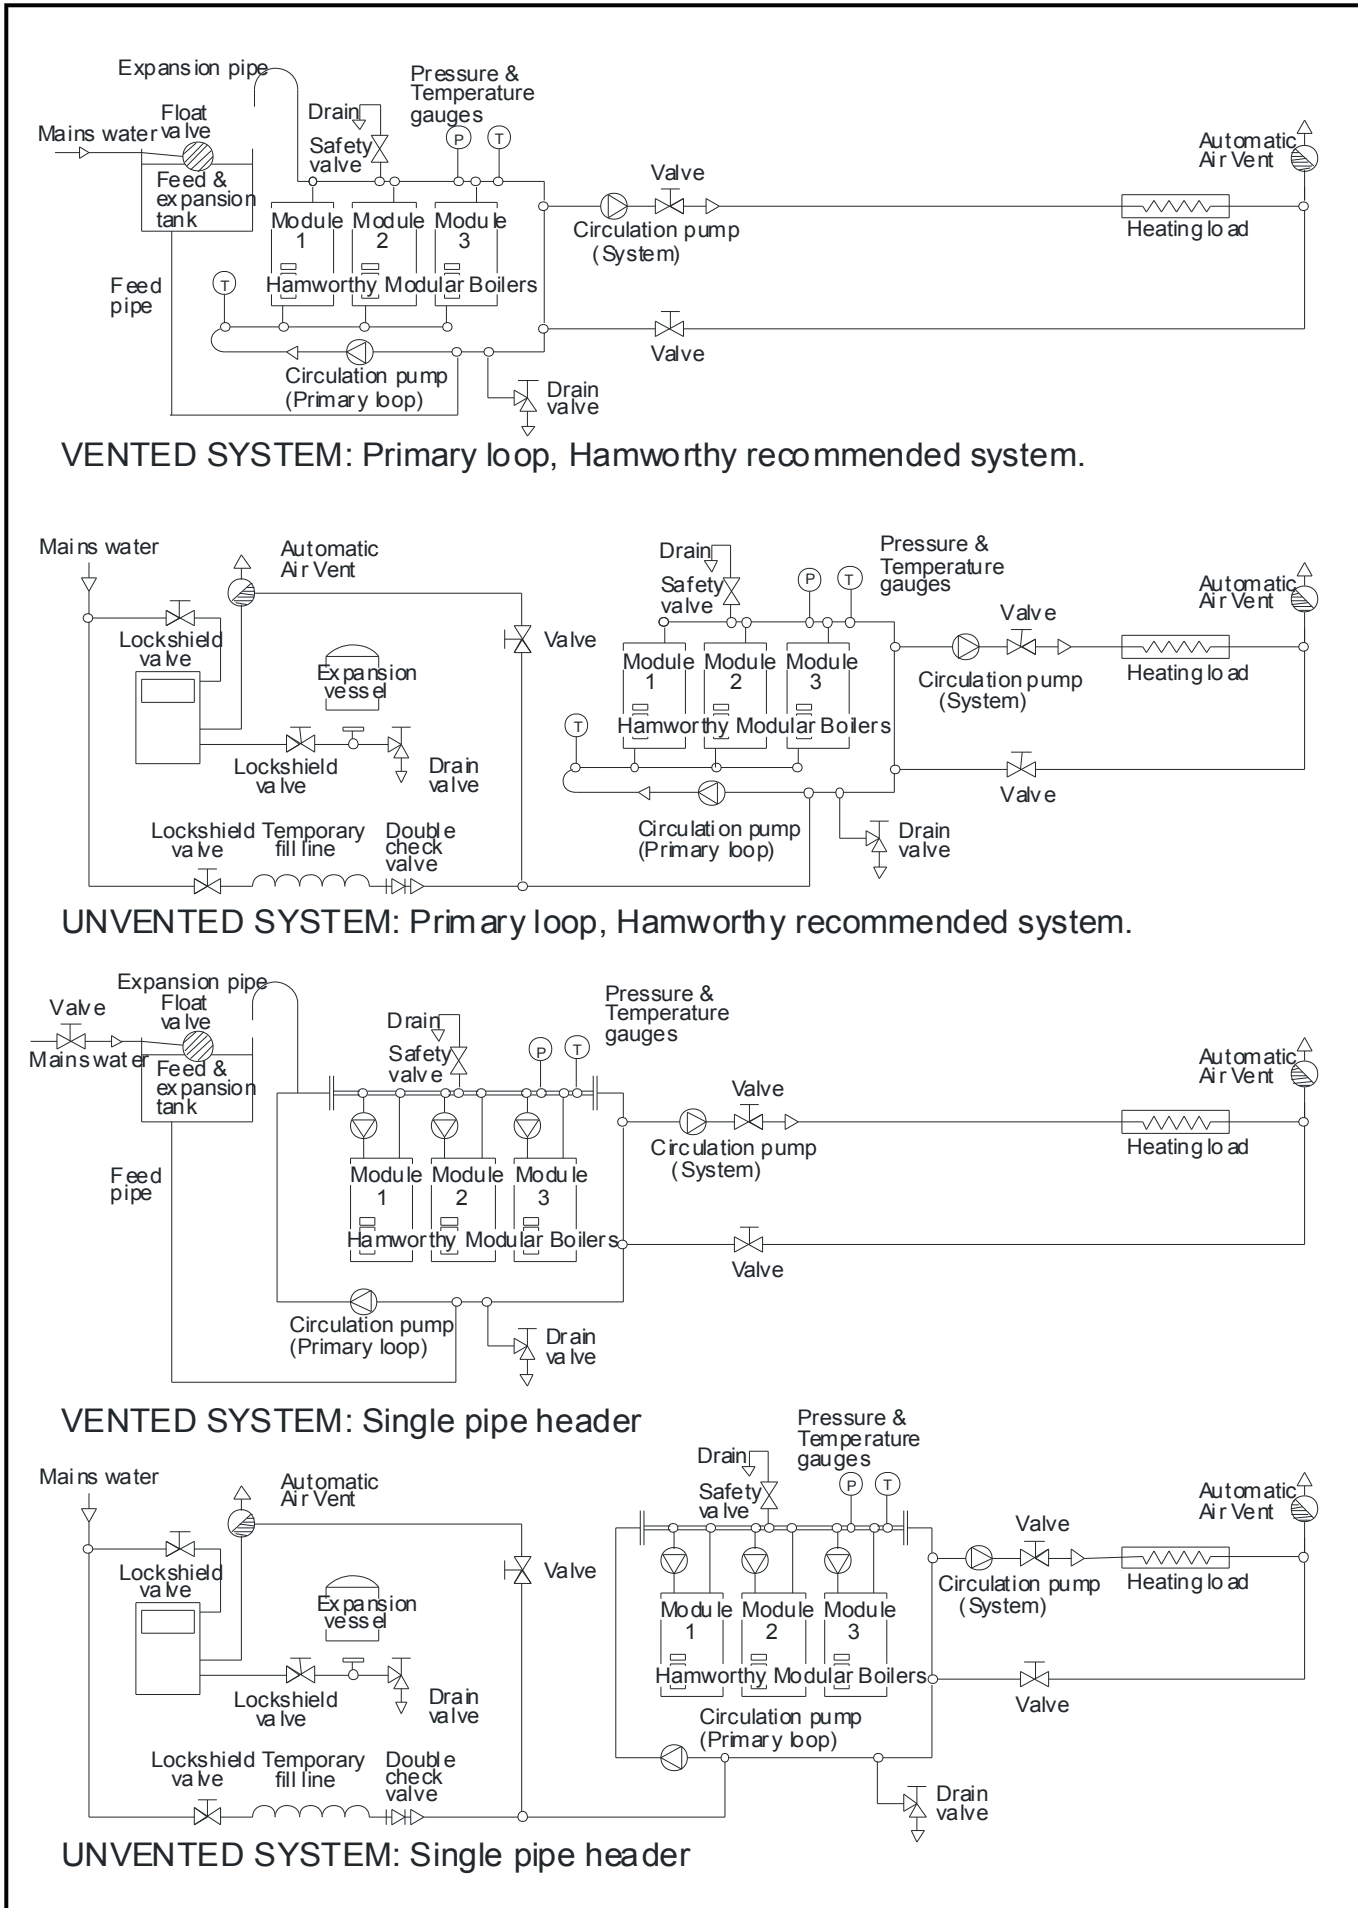 Expansion pipe
Pressure &
Temperature
gauges
Float
valve
Drain
Mains water
Safety
valve
P
T
Automatic
Air Vent
Valve
Feed &
expansion
tank
Module
1
Module
2
Module
3
Circulation pump
(System)
Heating load
Feed
pipe
T
Hamworthy Modular Boilers
Valve
Circulation pump
(Primary loop)
Drain
valve
VENTED SYSTEM: Primary loop, Hamworthy recommended system.
Mains water
Automatic
Air Vent
Drain
Pressure &
Temperature
gauges
Safety
valve
P
T
Automatic
Air Vent
Valve
Lockshield
valve
Valve
Expansion
vessel
Module
1
Module
2
Module
3
Circulation pump
(System)
Heating load
T
Hamworthy Modular Boilers
Lockshield
valve
Drain
valve
Valve
Lockshield
valve
Temporary
fill line
Double
check
valve
Circulation pump
(Primary loop)
Drain
valve
UNVENTED SYSTEM: Primary loop, Hamworthy recommended system.
Expansion pipe
Float
valve
Valve
Pressure &
Temperature
gauges
Drain
Mains water
Safety
valve
P
T
Automatic
Air Vent
Feed &
expansion
tank
Valve
Circulation pump
(System)
Heating load
Feed
pipe
Module
1
Module
2
Module
3
Hamworthy Modular Boilers
Valve
Circulation pump
(Primary loop)
Drain
valve
VENTED SYSTEM: Single pipe header
Pressure &
Temperature
gauges
Mains water
Automatic
Air Vent
Drain
Safety
valve
P
T
Automatic
Air Vent
Valve
Lockshield
valve
Valve
Circulation pump
(System)
Heating load
Expansion
vessel
Module
1
Module
2
Module
3
Hamworthy Modular Boilers
Lockshield
valve
Drain
valve
Valve
Circulation pump
(Primary loop)
Lockshield
valve
Temporary
fill line
Double
check
valve
Drain
valve
UNVENTED SYSTEM: Single pipe header